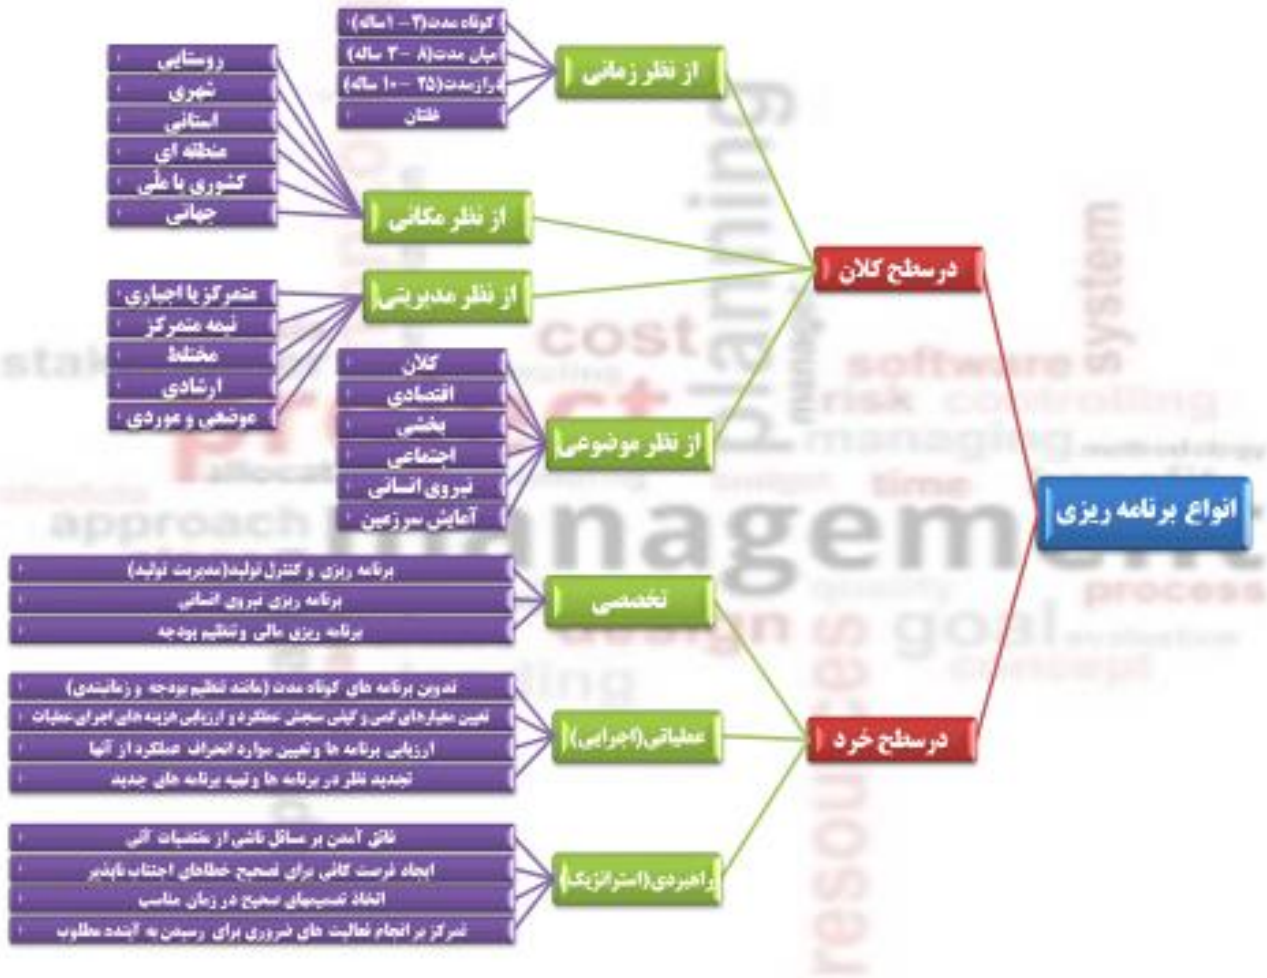 انواع برنامه ریزی
درسطح کلان
از نظر زمانی
کوتاه مدت(۳ - ۱ساله)
میان مدت(۸ - ۳ ساله)
درازمدت(۲۵ - ۱۰ ساله)
غلتان
از نظر مکانی
روستایی
شهری
استانی
منطقه ای
کشوری یا ملّی
جهانی
از نظر مدیریتی
متمرکز یا اجباری
نیمه متمرکز
مختلط
ارشادی
موضعی و موردی
از نظر موضوعی
کلان
اقتصادی
بخشی
اجتماعی
نیروی انسانی
آمایش سرزمین
درسطح خرد
تخصصی
برنامه ریزی و کنترل تولید(مدیریت تولید)
برنامه ریزی نیروی انسانی
برنامه ریزی مالی وتنظیم بودجه
عملیاتی(اجرایی)
تدوین برنامه های کوتاه مدت (مانند تنظیم بودجه و زمانبندی)
تعیین معیارهای کمی و کیفی سنجش عملکرد و ارزیابی هزینه های اجرای عملیات
ارزیابی برنامه ها وتعیین موارد انحراف عملکرد از آنها
تجدید نظر در برنامه ها وتهیه برنامه های جدید
راهبردی(استراتژیک)
فائق آمدن بر مسائل ناشی از مقتضیات آتی
ایجاد فرصت کافی برای تصحیح خطاهای اجتناب ناپذیر
اتخاذ تصمیمهای صحیح در زمان مناسب
تمرکز بر انجام فعالیت های ضروری برای رسیدن به آینده مطلوب
planning
system
cost
software
risk controlling
managing
methodology
time
approach
management
process
design
goal
evaluation
concept
resources